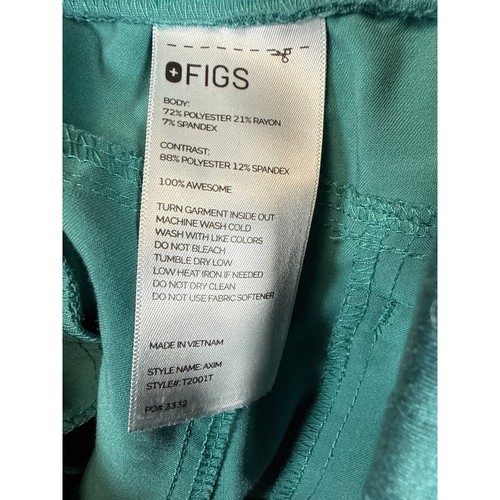 FIGS
BODY:
72% POLYESTER 21% RAYON
7% SPANDEX
CONTRAST:
88% POLYESTER 12% SPANDEX
100% AWESOME
TURN GARMENT INSIDE OUT
MACHINE WASH COLD
WASH WITH LIKE COLORS
DO NOT BLEACH
TUMBLE DRY LOW
LOW HEAT IRON IF NEEDED
DO NOT DRY CLEAN
DO NOT USE FABRIC SOFTENER
MADE IN VIETNAM
STYLE NAME: AXIM
STYLE#: T2001T
PO# 3332